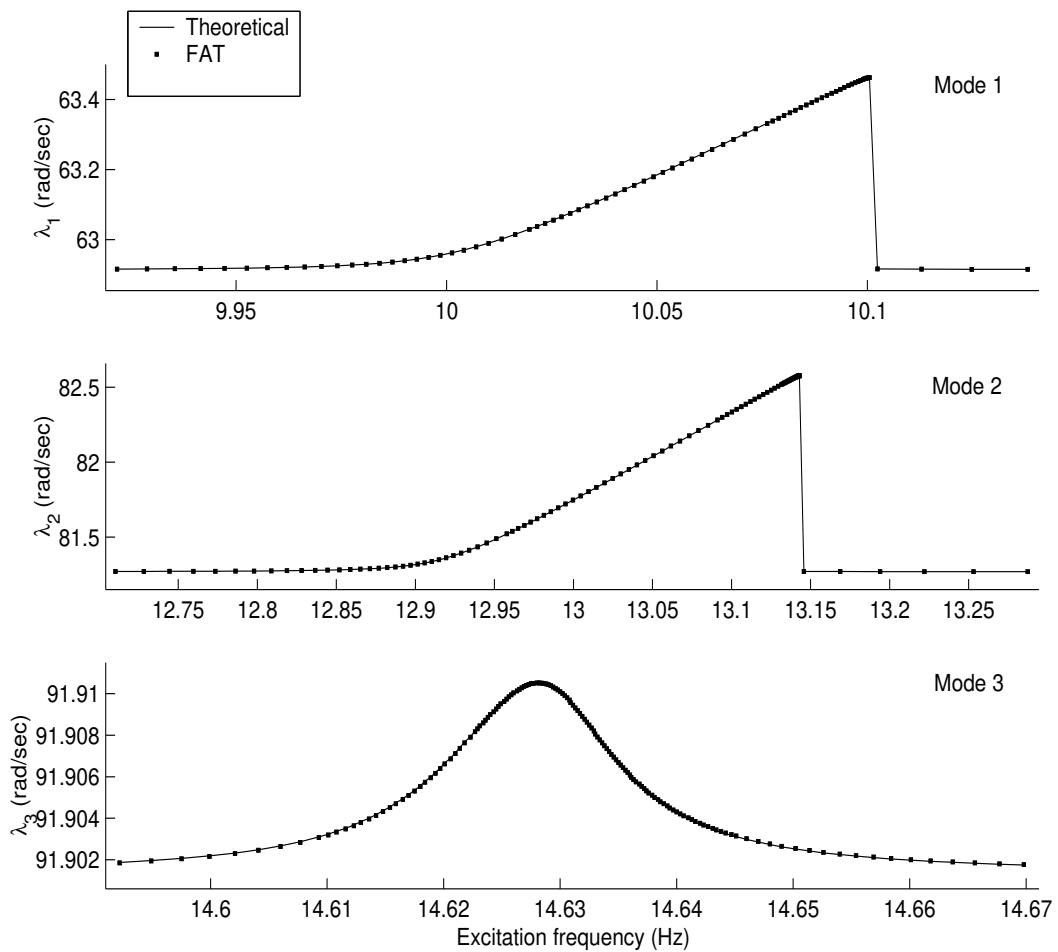 Theoretical
FAT
Mode 1
63.4
63.2
63
λ1 (rad/sec)
9.95 10 10.05 10.1
Mode 2
82.5
82
81.5
λ2 (rad/sec)
12.75 12.8 12.85 12.9 12.95 13 13.05 13.1 13.15 13.2 13.25
Mode 3
91.91
91.908
91.906
91.904
91.902
λ3 (rad/sec)
14.6 14.61 14.62 14.63 14.64 14.65 14.66 14.67
Excitation frequency (Hz)